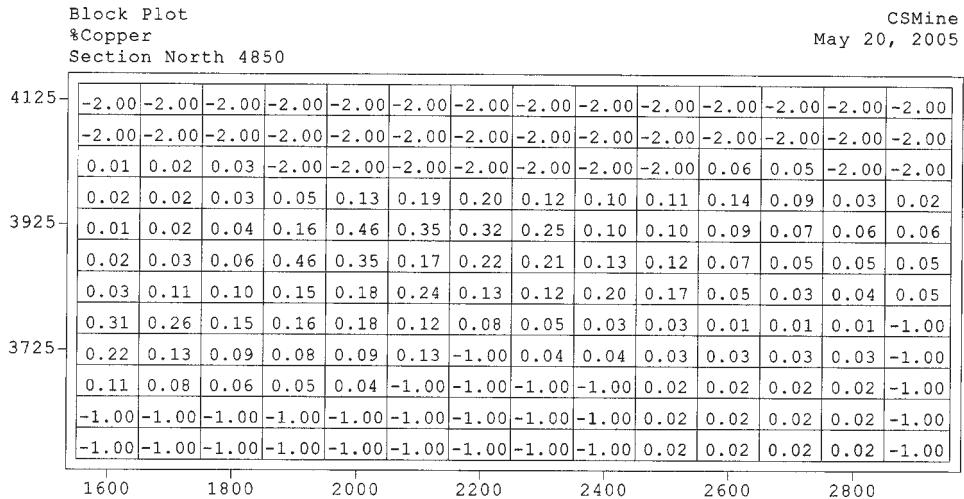 Block Plot
CSMine
%Copper
May 20, 2005
Section North 4850
4125 -2.00 -2.00 -2.00 -2.00 -2.00 -2.00 -2.00 -2.00 -2.00 -2.00 -2.00 -2.00 -2.00 -2.00
-2.00 -2.00 -2.00 -2.00 -2.00 -2.00 -2.00 -2.00 -2.00 -2.00 -2.00 -2.00 -2.00 -2.00
0.01 0.02 0.03 -2.00 -2.00 -2.00 -2.00 -2.00 -2.00 -2.00 0.06 0.05 -2.00 -2.00
0.02 0.02 0.03 0.05 0.13 0.19 0.20 0.12 0.10 0.11 0.14 0.09 0.03 0.02
3925 0.01 0.02 0.04 0.16 0.46 0.35 0.32 0.25 0.10 0.10 0.09 0.07 0.06 0.06
0.02 0.03 0.06 0.46 0.35 0.17 0.22 0.21 0.13 0.12 0.07 0.05 0.05 0.05
0.03 0.11 0.10 0.15 0.18 0.24 0.13 0.12 0.20 0.17 0.05 0.03 0.04 0.05
0.31 0.26 0.15 0.16 0.18 0.12 0.08 0.05 0.03 0.03 0.01 0.01 0.01 -1.00
3725 0.22 0.13 0.09 0.08 0.09 0.13 -1.00 0.04 0.04 0.03 0.03 0.03 0.03 -1.00
0.11 0.08 0.06 0.05 0.04 -1.00 -1.00 -1.00 -1.00 0.02 0.02 0.02 0.02 -1.00
-1.00 -1.00 -1.00 -1.00 -1.00 -1.00 -1.00 -1.00 -1.00 0.02 0.02 0.02 0.02 -1.00
-1.00 -1.00 -1.00 -1.00 -1.00 -1.00 -1.00 -1.00 -1.00 0.02 0.02 0.02 0.02 -1.00
1600 1800 2000 2200 2400 2600 2800